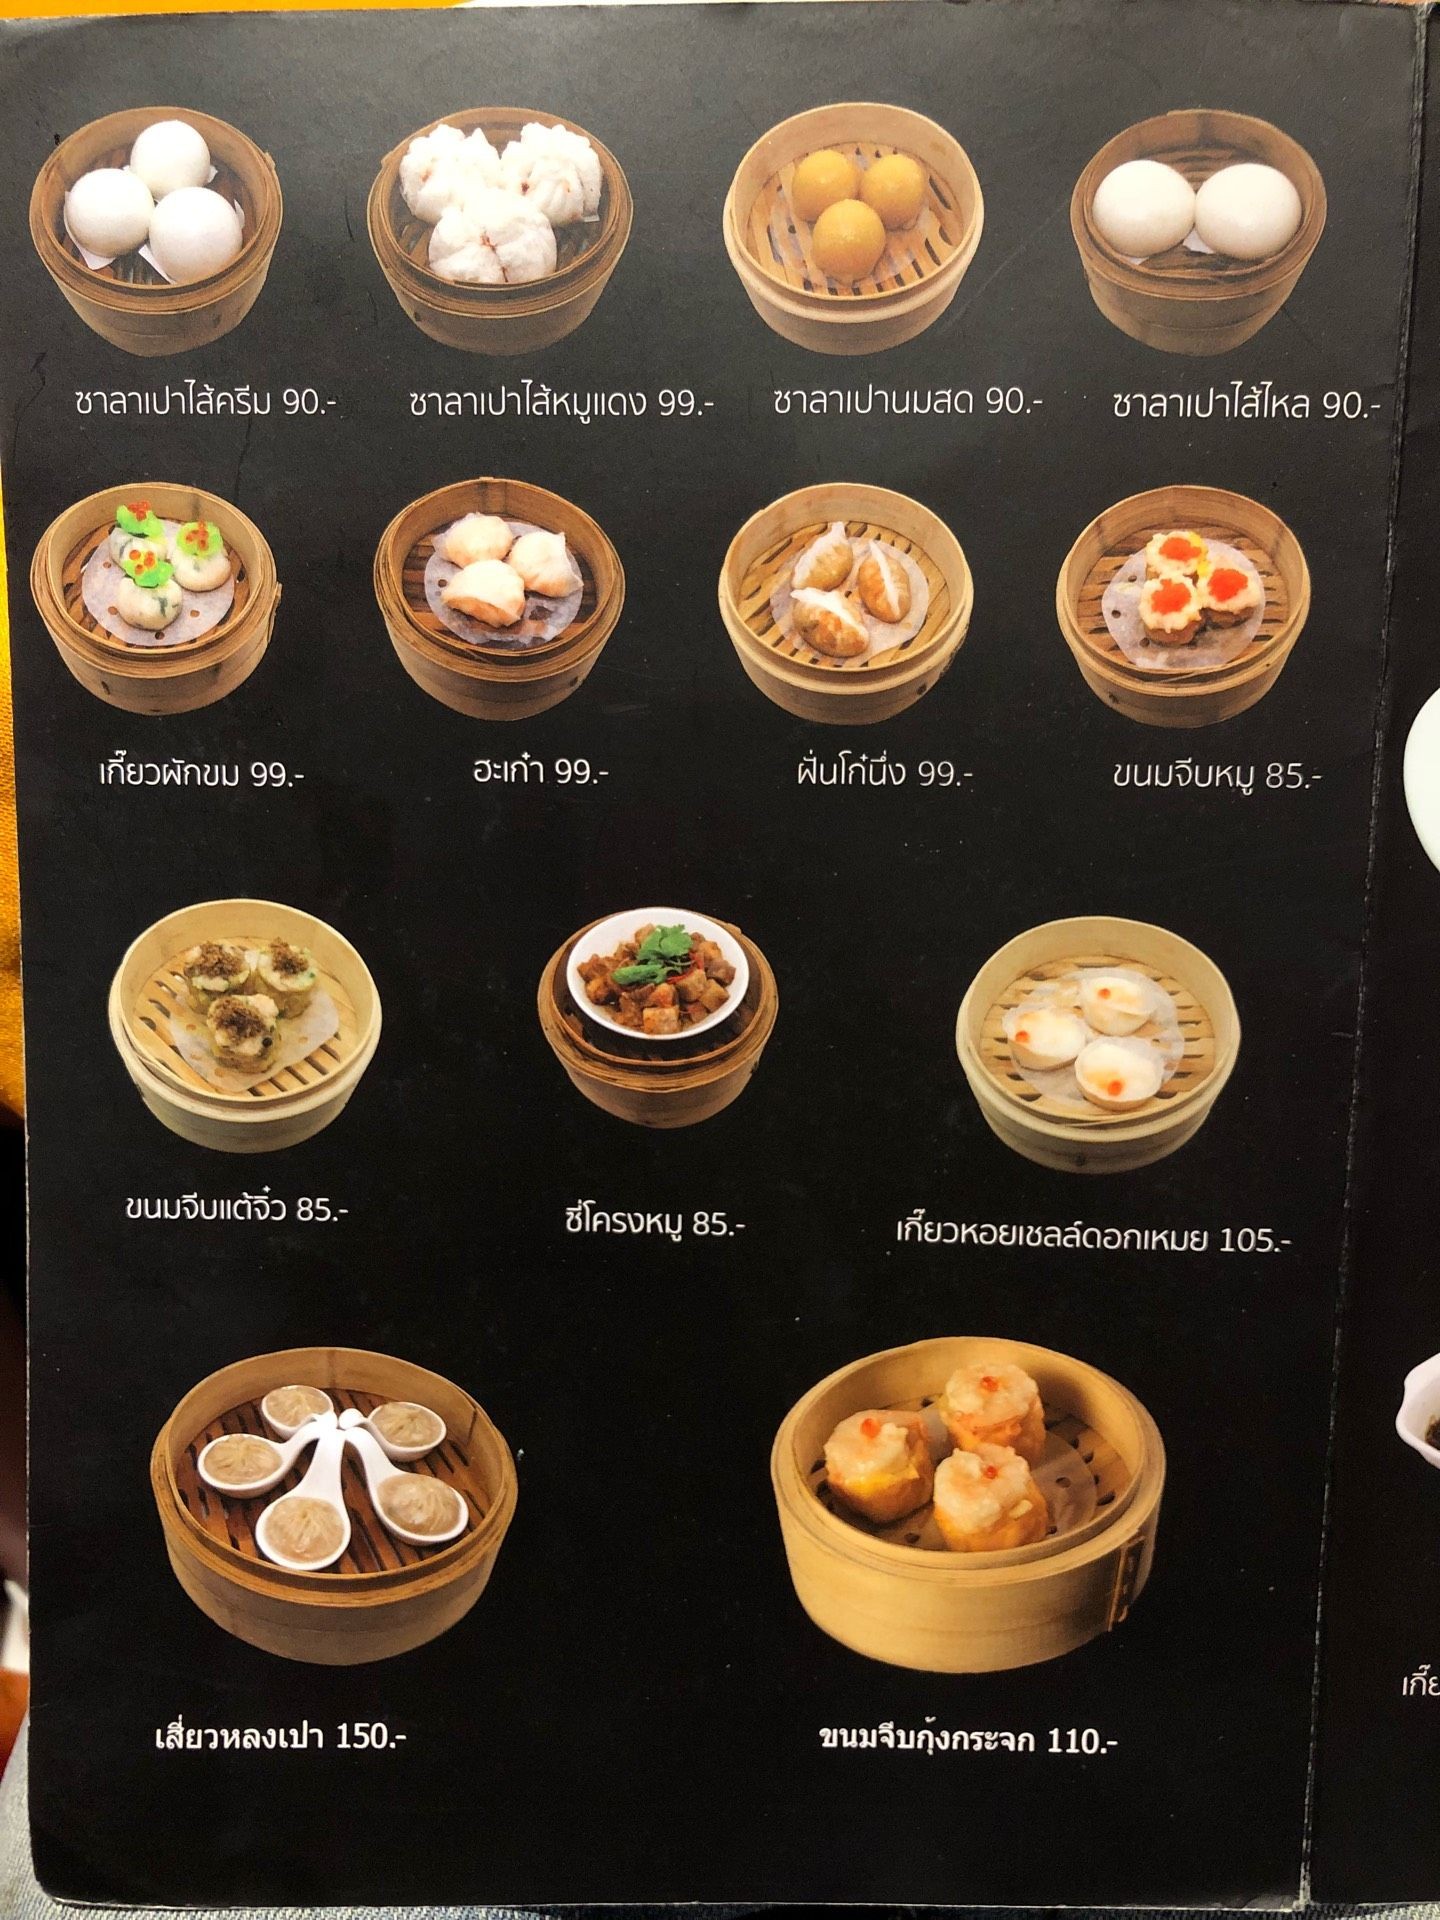 ซาลาเปาไส้ครีม 90.-
ซาลาเปาไส้หมูแดง 99.-
ซาลาเปานมสด 90.-
ซาลาเปาไส้ไหล 90.-
เกี๊ยวผักขม 99.-
ฮะเก๋า 99.-
ฝั่นโก๋นึ่ง 99.-
ขนมจีบหมู 85.-
ขนมจีบแต้จิ๋ว 85.-
ซี่โครงหมู 85.-
เกี๊ยวหอยเชลล์ดอกเหมย 105.-
เสี่ยวหลงเปา 150.-
ขนมจีบกุ้งกระจก 110.-